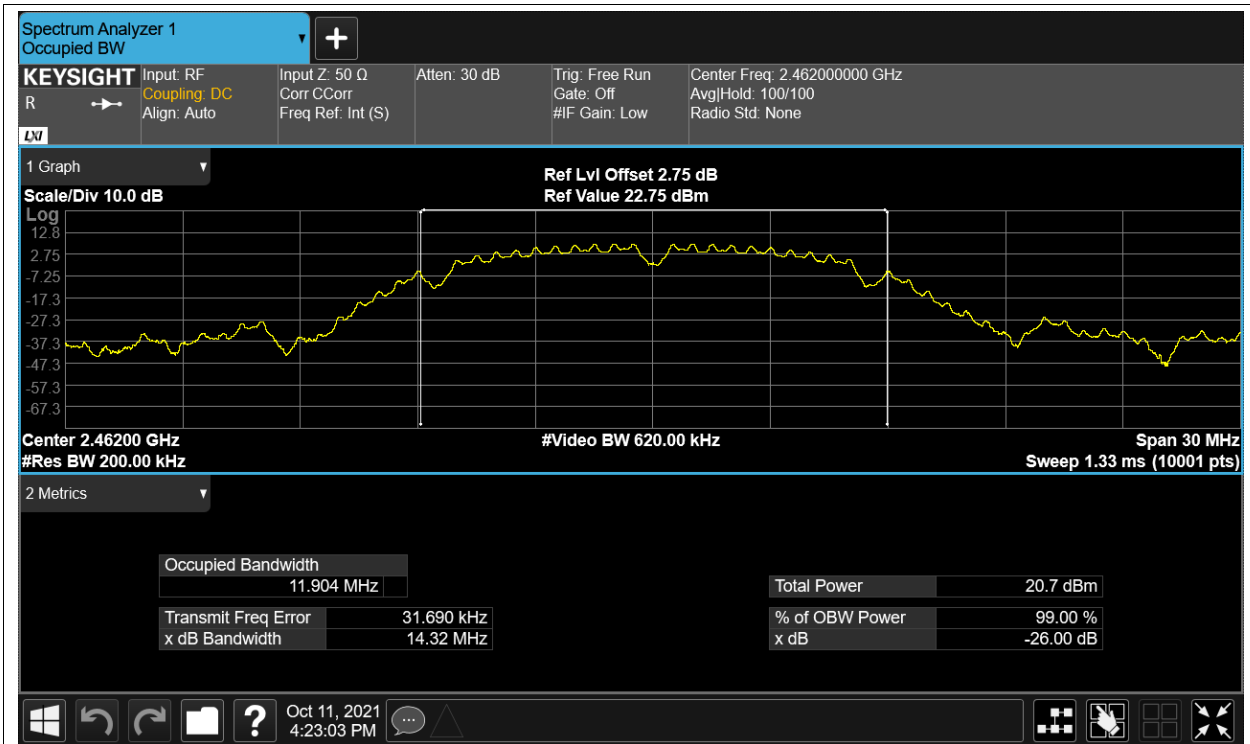 Spectrum Analyzer 1
Occupied BW
KEYSIGHT
R
LXI
Input: RF
Coupling: DC
Align: Auto
Input Z: 50 Ω
Corr CCorr
Freq Ref: Int (S)
Atten: 30 dB
Trig: Free Run
Gate: Off
#IF Gain: Low
Center Freq: 2.462000000 GHz
Avg|Hold: 100/100
Radio Std: None
1 Graph
Scale/Div 10.0 dB
Ref Lvl Offset 2.75 dB
Ref Value 22.75 dBm
Log
12.8
2.75
-7.25
-17.3
-27.3
-37.3
-47.3
-57.3
-67.3
Center 2.46200 GHz
#Res BW 200.00 kHz
#Video BW 620.00 kHz
Span 30 MHz
Sweep 1.33 ms (10001 pts)
2 Metrics
Occupied Bandwidth
11.904 MHz
Transmit Freq Error 31.690 kHz
x dB Bandwidth 14.32 MHz
Total Power 20.7 dBm
% of OBW Power 99.00 %
x dB -26.00 dB
?
Oct 11, 2021
4:23:03 PM